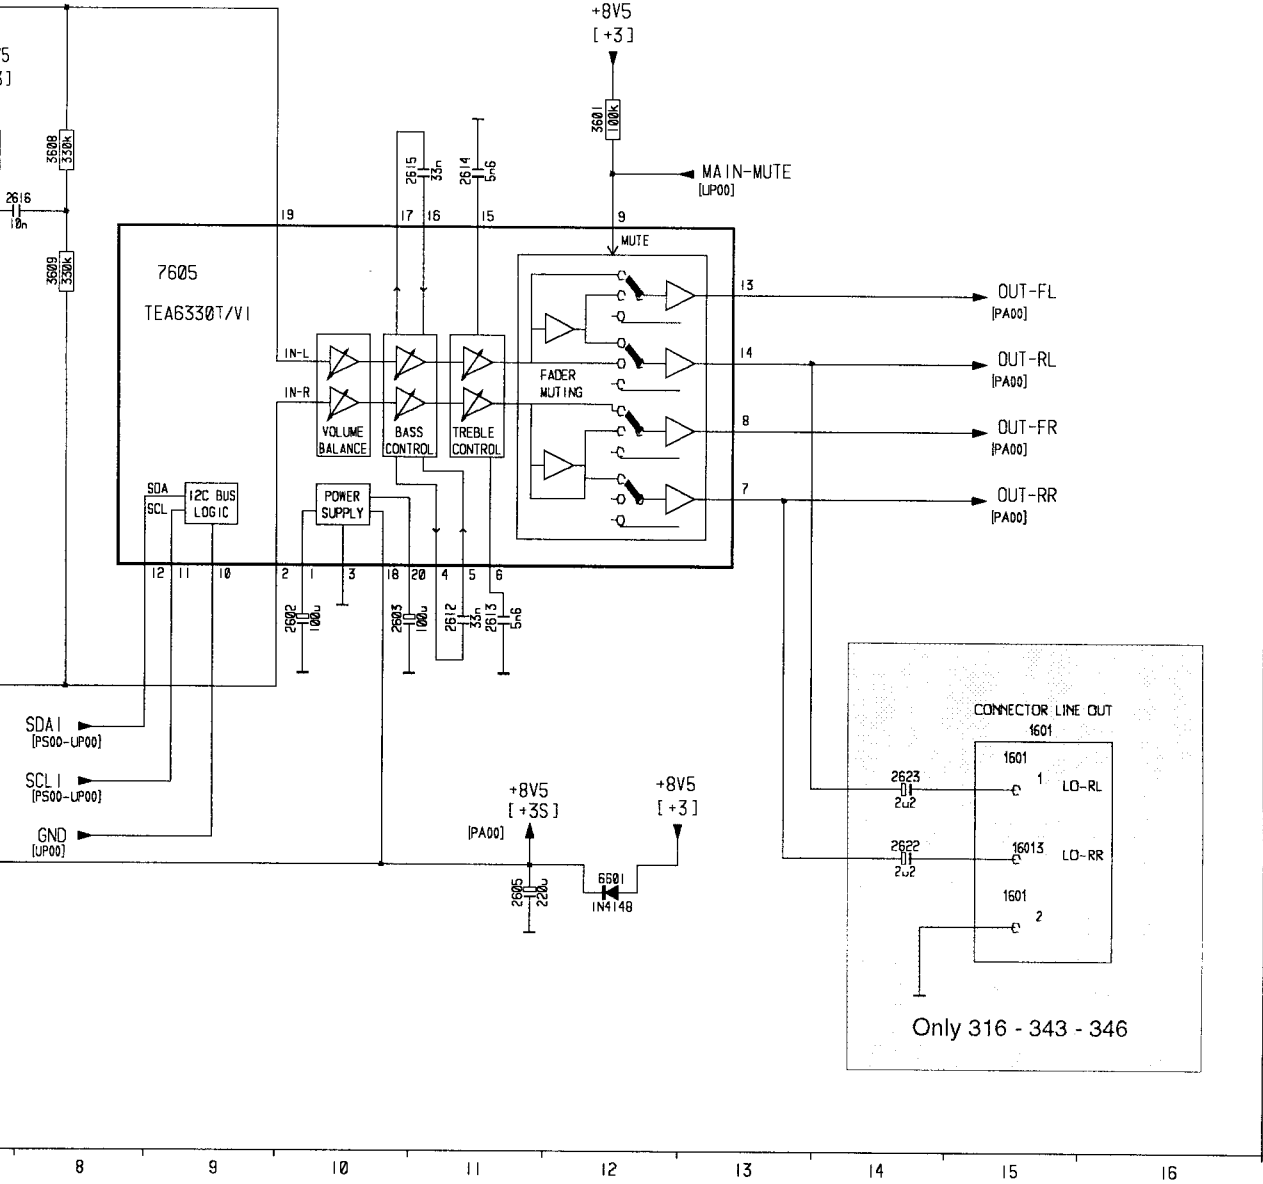 +8V5
[+3]
3601
100k
MAIN-MUTE
[UP00]
3608
330k
2616
10n
3609
330k
2615
33n
2614
5n6
19
17
16
15
9
MUTE
7605
TEA6330T/V1
IN-L
IN-R
VOLUME
BALANCE
BASS
CONTROL
TREBLE
CONTROL
FADER
MUTING
13
OUT-FL
[PA00]
14
OUT-RL
[PA00]
8
OUT-FR
[PA00]
7
OUT-RR
[PA00]
SDA
SCL
I2C BUS
LOGIC
POWER
SUPPLY
12
11
10
2
1
3
18
20
4
5
6
2602
100u
2603
100u
2612
33n
2613
5n6
SDA1
[PS00-UP00]
SCL1
[PS00-UP00]
GND
[UP00]
+8V5
[+3S]
[PA00]
+8V5
[+3]
2605
220u
6601
1N4148
CONNECTOR LINE OUT
1601
1601
1
LO-RL
2623
2u2
16013
LO-RR
2622
2u2
1601
2
Only 316 - 343 - 346
8
9
10
11
12
13
14
15
16